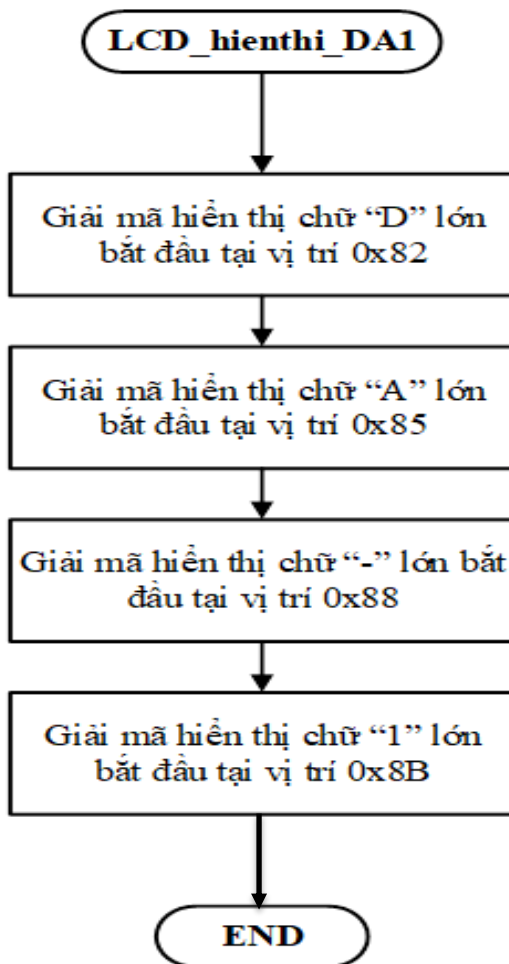 LCD_hienthi_DA1
Giải mã hiển thị chữ “D” lớn
bắt đầu tại vị trí 0x82
Giải mã hiển thị chữ “A” lớn
bắt đầu tại vị trí 0x85
Giải mã hiển thị chữ “-” lớn bắt
đầu tại vị trí 0x88
Giải mã hiển thị chữ “1” lớn
bắt đầu tại vị trí 0x8B
END